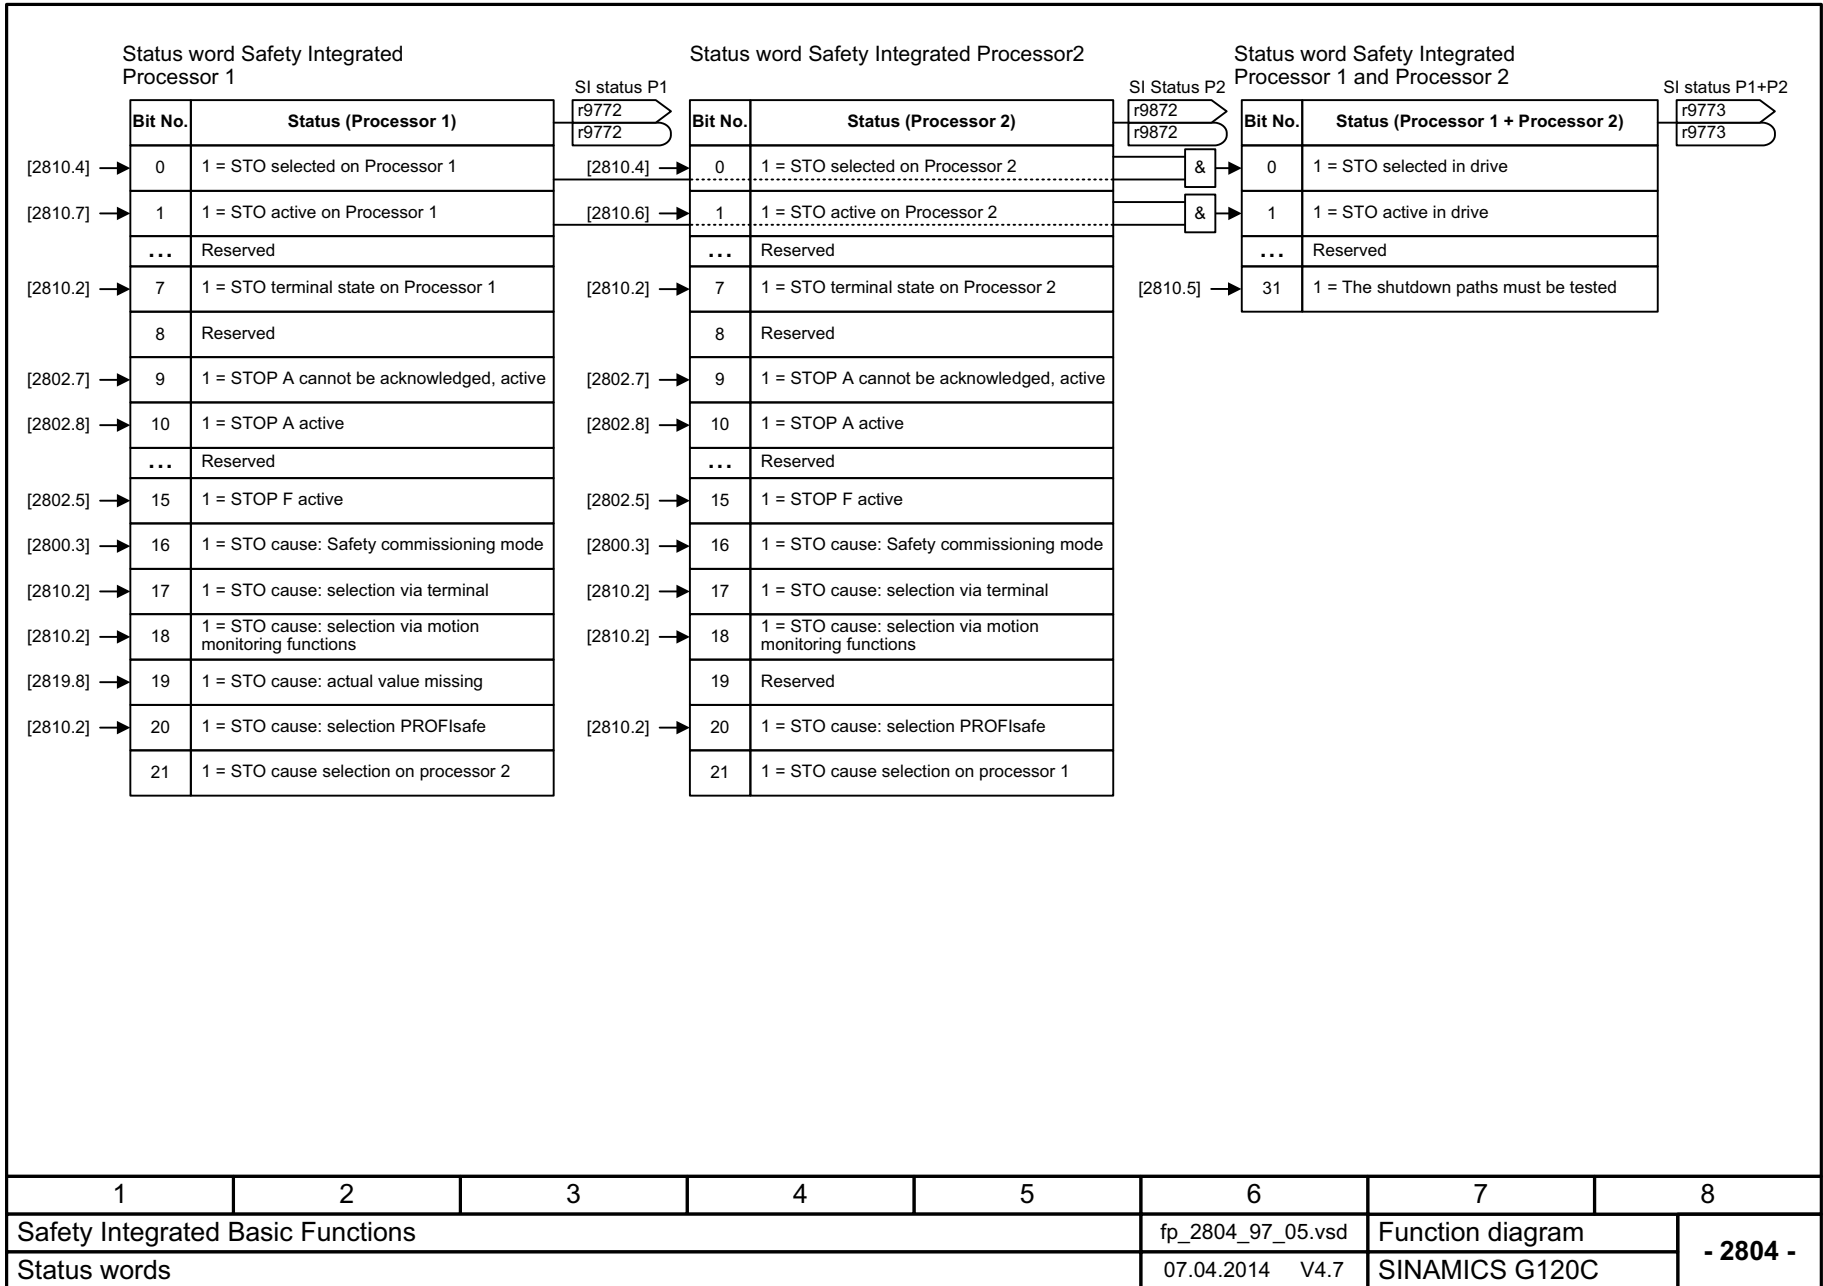 Status word Safety Integrated
Processor 1
SI status P1
r9772
r9772
Bit No. Status (Processor 1)
[2810.4] 0 1 = STO selected on Processor 1
[2810.7] 1 1 = STO active on Processor 1
... Reserved
[2810.2] 7 1 = STO terminal state on Processor 1
8 Reserved
[2802.7] 9 1 = STOP A cannot be acknowledged, active
[2802.8] 10 1 = STOP A active
... Reserved
[2802.5] 15 1 = STOP F active
[2800.3] 16 1 = STO cause: Safety commissioning mode
[2810.2] 17 1 = STO cause: selection via terminal
[2810.2] 18 1 = STO cause: selection via motion
monitoring functions
[2819.8] 19 1 = STO cause: actual value missing
[2810.2] 20 1 = STO cause: selection PROFIsafe
21 1 = STO cause selection on processor 2
Status word Safety Integrated Processor2
SI Status P2
r9872
r9872
Bit No. Status (Processor 2)
[2810.4] 0 1 = STO selected on Processor 2
[2810.6] 1 1 = STO active on Processor 2
... Reserved
[2810.2] 7 1 = STO terminal state on Processor 2
8 Reserved
[2802.7] 9 1 = STOP A cannot be acknowledged, active
[2802.8] 10 1 = STOP A active
... Reserved
[2802.5] 15 1 = STOP F active
[2800.3] 16 1 = STO cause: Safety commissioning mode
[2810.2] 17 1 = STO cause: selection via terminal
[2810.2] 18 1 = STO cause: selection via motion
monitoring functions
19 Reserved
[2810.2] 20 1 = STO cause: selection PROFIsafe
21 1 = STO cause selection on processor 1
Status word Safety Integrated
Processor 1 and Processor 2
SI status P1+P2
r9773
r9773
Bit No. Status (Processor 1 + Processor 2)
& 0 1 = STO selected in drive
& 1 1 = STO active in drive
... Reserved
[2810.5] 31 1 = The shutdown paths must be tested
1 2 3 4 5 6 7 8
Safety Integrated Basic Functions fp_2804_97_05.vsd Function diagram
- 2804 -
Status words 07.04.2014 V4.7 SINAMICS G120C